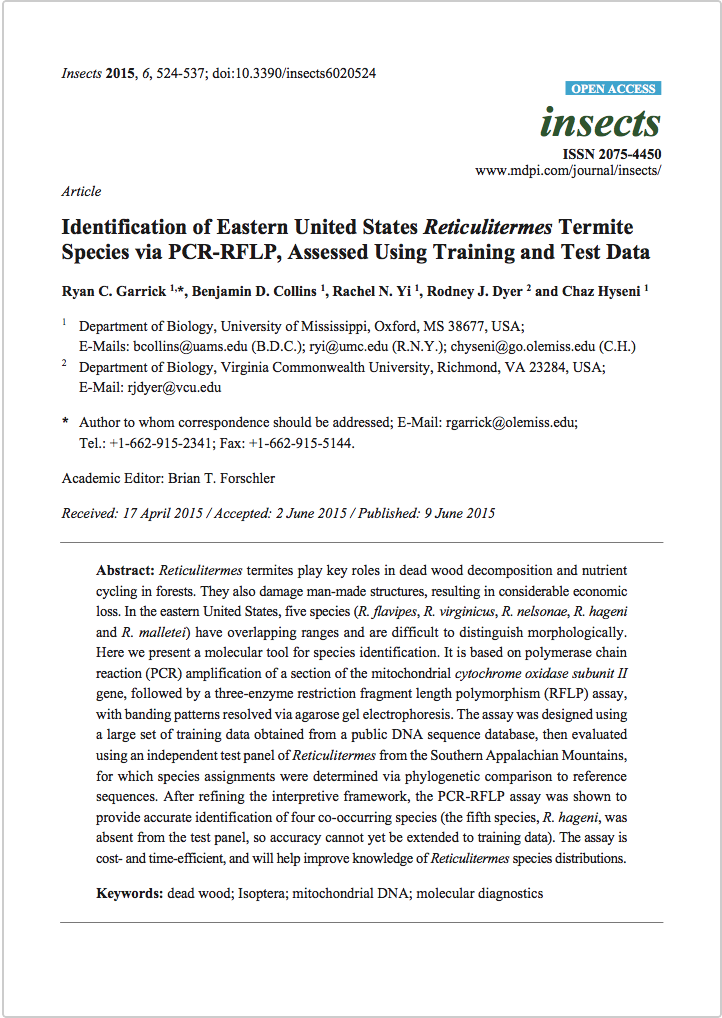 Insects 2015, 6, 524-537; doi:10.3390/insects6020524
OPEN ACCESS
insects
ISSN 2075-4450
www.mdpi.com/journal/insects/
Article
Identification of Eastern United States Reticulitermes Termite
Species via PCR-RFLP, Assessed Using Training and Test Data
Ryan C. Garrick 1,*, Benjamin D. Collins 1, Rachel N. Yi 1, Rodney J. Dyer 2 and Chaz Hyseni 1
1 Department of Biology, University of Mississippi, Oxford, MS 38677, USA;
E-Mails: bcollins@uams.edu (B.D.C.); ryi@umc.edu (R.N.Y.); chyseni@go.olemiss.edu (C.H.)
2 Department of Biology, Virginia Commonwealth University, Richmond, VA 23284, USA;
E-Mail: rjdyer@vcu.edu
* Author to whom correspondence should be addressed; E-Mail: rgarrick@olemiss.edu;
Tel.: +1-662-915-2341; Fax: +1-662-915-5144.
Academic Editor: Brian T. Forschler
Received: 17 April 2015 / Accepted: 2 June 2015 / Published: 9 June 2015
Abstract: Reticulitermes termites play key roles in dead wood decomposition and nutrient
cycling in forests. They also damage man-made structures, resulting in considerable economic
loss. In the eastern United States, five species (R. flavipes, R. virginicus, R. nelsonae, R. hageni
and R. malletei) have overlapping ranges and are difficult to distinguish morphologically.
Here we present a molecular tool for species identification. It is based on polymerase chain
reaction (PCR) amplification of a section of the mitochondrial cytochrome oxidase subunit II
gene, followed by a three-enzyme restriction fragment length polymorphism (RFLP) assay,
with banding patterns resolved via agarose gel electrophoresis. The assay was designed using
a large set of training data obtained from a public DNA sequence database, then evaluated
using an independent test panel of Reticulitermes from the Southern Appalachian Mountains,
for which species assignments were determined via phylogenetic comparison to reference
sequences. After refining the interpretive framework, the PCR-RFLP assay was shown to
provide accurate identification of four co-occurring species (the fifth species, R. hageni, was
absent from the test panel, so accuracy cannot yet be extended to training data). The assay is
cost- and time-efficient, and will help improve knowledge of Reticulitermes species distributions.
Keywords: dead wood; Isoptera; mitochondrial DNA; molecular diagnostics